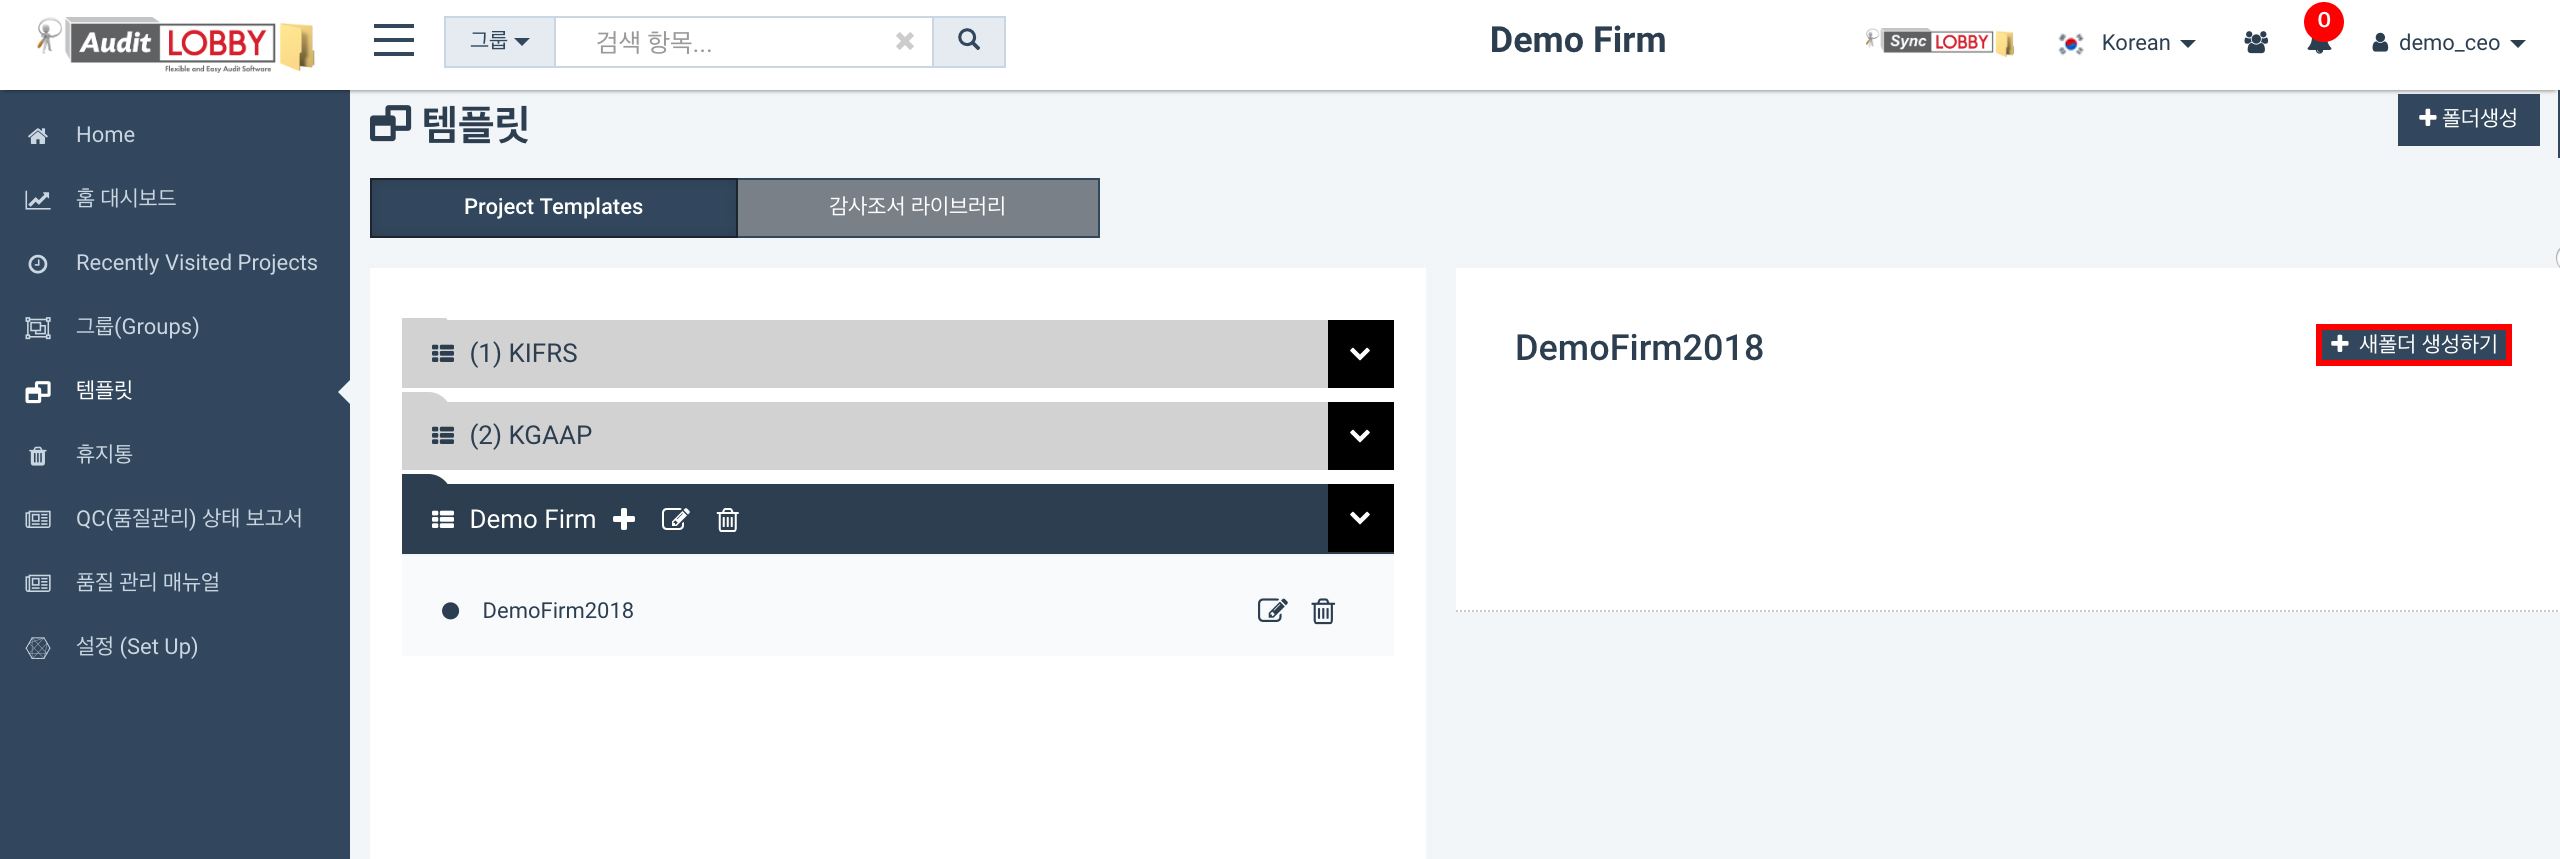 Audit LOBBY
Flexible and Easy Audit Software
그룹
검색 항목...
Demo Firm
Sync LOBBY
Korean
0
demo_ceo
Home
홈 대시보드
Recently Visited Projects
그룹(Groups)
템플릿
휴지통
QC(품질관리) 상태 보고서
품질 관리 매뉴얼
설정 (Set Up)
템플릿
폴더생성
Project Templates
감사조서 라이브러리
(1) KIFRS
(2) KGAAP
Demo Firm
DemoFirm2018
DemoFirm2018
새폴더 생성하기